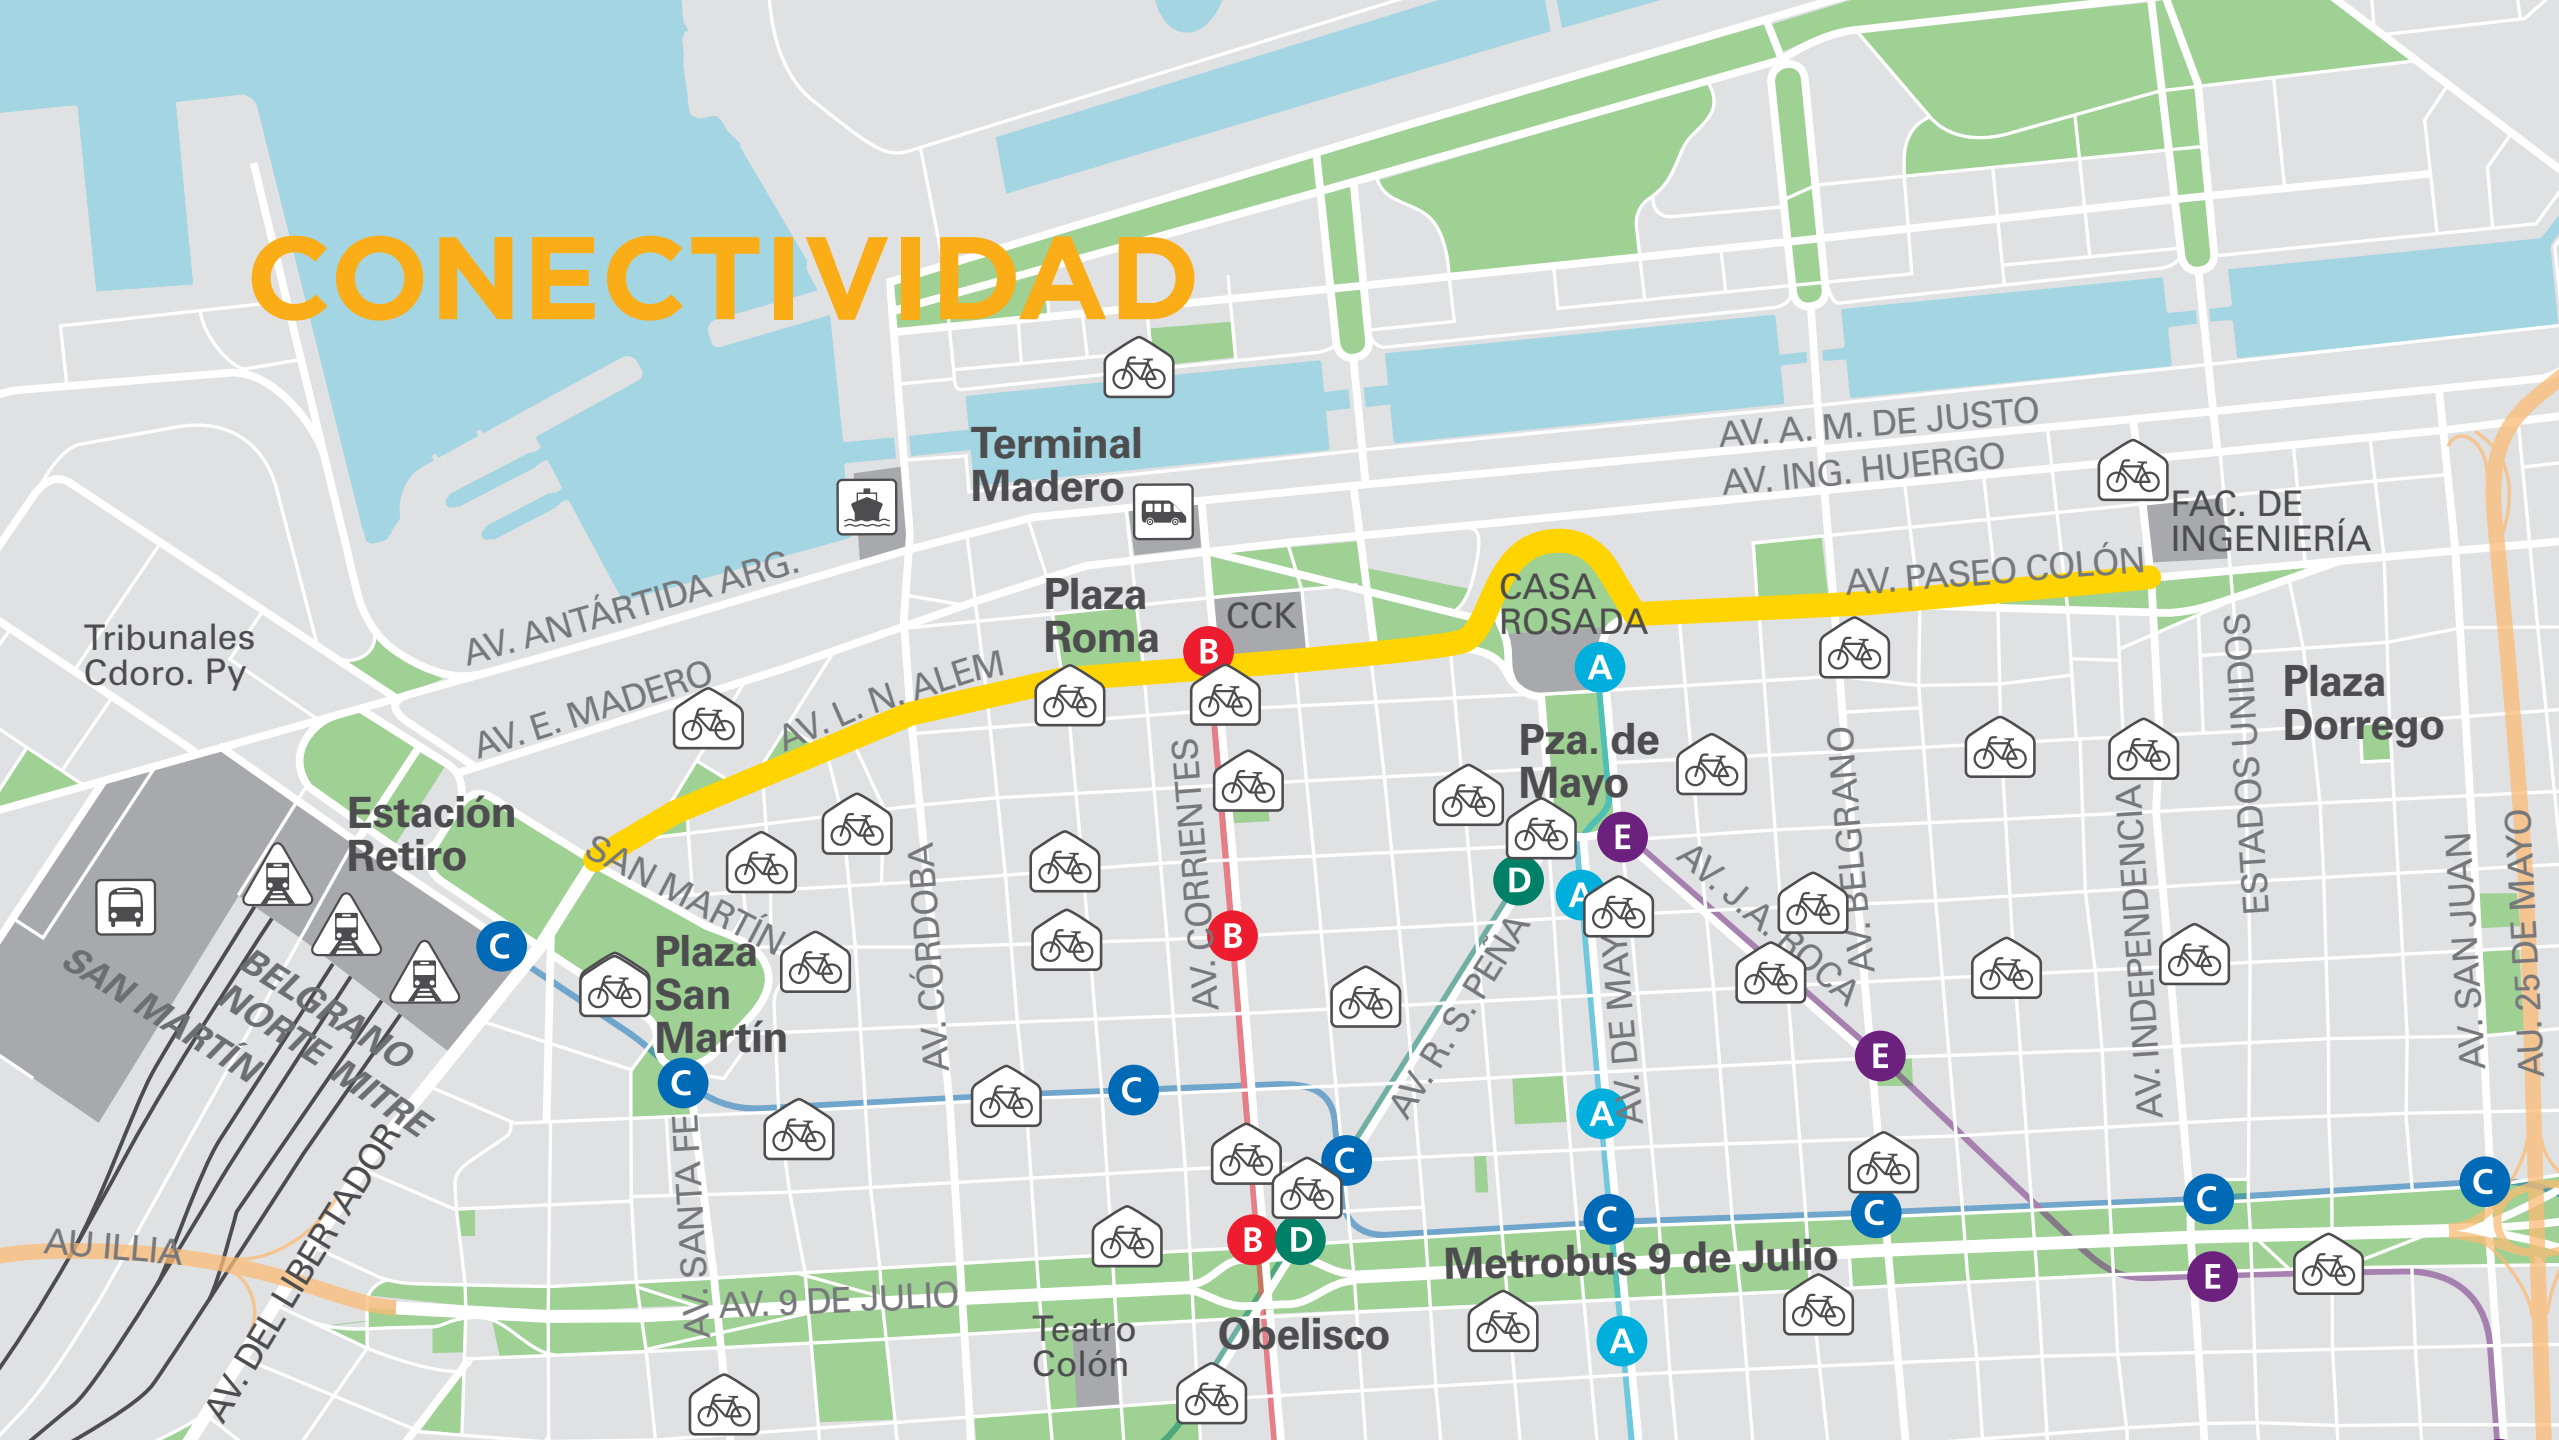 CONECTIVIDAD
AV. A. M. DE JUSTO
AV. ING. HUERGO
Terminal
Madero
FAC. DE
INGENIERÍA
AV. ANTÁRTIDA ARG.
AV. PASEO COLÓN
Plaza
Roma
CCK
CASA
ROSADA
Tribunales
Cdoro. Py
AV. E. MADERO
AV. L. N. ALEM
B
A
ESTADOS UNIDOS
Plaza
Dorrego
Pza. de
Mayo
AV. CORRIENTES
AV. BELGRANO
Estación
Retiro
SAN MARTÍN
AV. CÓRDOBA
E
D
A
AV. J.A. ROCA
AV. INDEPENDENCIA
AV. SAN JUAN
AU. 25 DE MAYO
C
B
Plaza
San
Martín
SAN MARTÍN
BELGRANO
NORTE
MITRE
AV. R. S. PEÑA
AV. DE MAYO
E
C
C
A
C
AV. SANTA FE
AV. DEL LIBERTADOR
AU ILLIA
B
D
C
C
C
C
Metrobus 9 de Julio
E
AV. 9 DE JULIO
Teatro
Colón
Obelisco
A